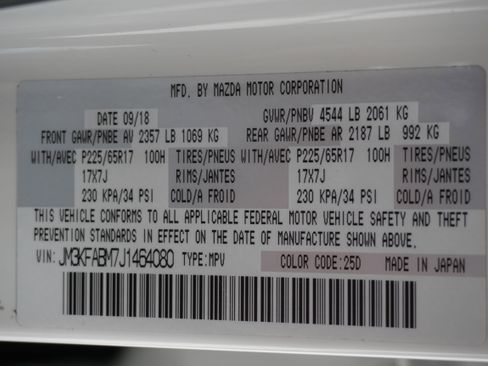 MFD. BY MAZDA MOTOR CORPORATION
DATE 09/18 GVWR/PNBV 4544 LB 2061 KG
FRONT GAWR/PNBE AV 2357 LB 1069 KG REAR GAWR/PNBE AR 2187 LB 992 KG
WITH/AVEC P225/65R17 100H TIRES/PNEUS WITH/AVEC P225/65R17 100H TIRES/PNEUS
17X7J RIMS/JANTES 17X7J RIMS/JANTES
230 KPA/34 PSI COLD/A FROID 230 KPA/34 PSI COLD/A FROID
THIS VEHICLE CONFORMS TO ALL APPLICABLE FEDERAL MOTOR VEHICLE SAFETY AND THEFT
PREVENTION STANDARDS IN EFFECT ON THE DATE OF MANUFACTURE SHOWN ABOVE.
VIN: JM3KFABM7J1464080 TYPE:MPV COLOR CODE:25D MADE IN JAPAN